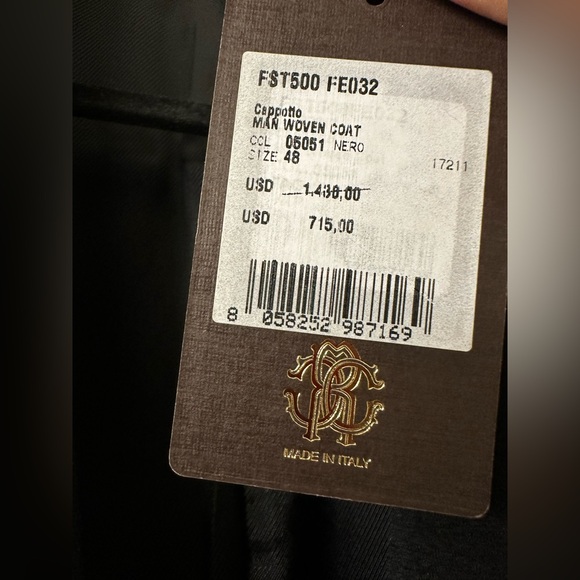 FST500 FE032
Cappotto
MAN WOVEN COAT
COL 05051 NERO
SIZE 48 17211
USD 1.430,00
USD 715,00
8 058252 987169
MADE IN ITALY